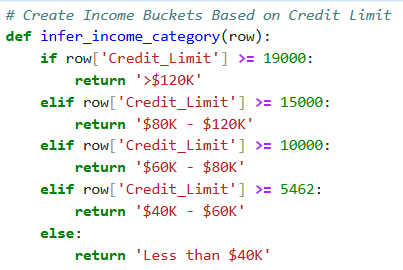 # Create Income Buckets Based on Credit Limit
def infer_income_category(row):
    if row['Credit_Limit'] >= 19000:
        return '>$120K'
    elif row['Credit_Limit'] >= 15000:
        return '$80K - $120K'
    elif row['Credit_Limit'] >= 10000:
        return '$60K - $80K'
    elif row['Credit_Limit'] >= 5462:
        return '$40K - $60K'
    else:
        return 'Less than $40K'